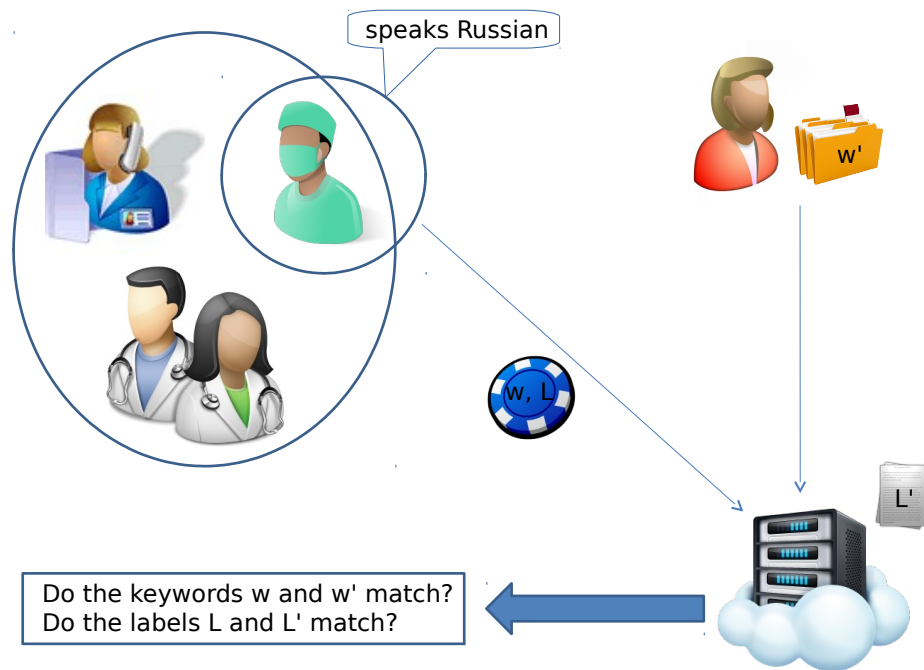 speaks Russian
w'
w, L
L'
Do the keywords w and w' match?
Do the labels L and L' match?